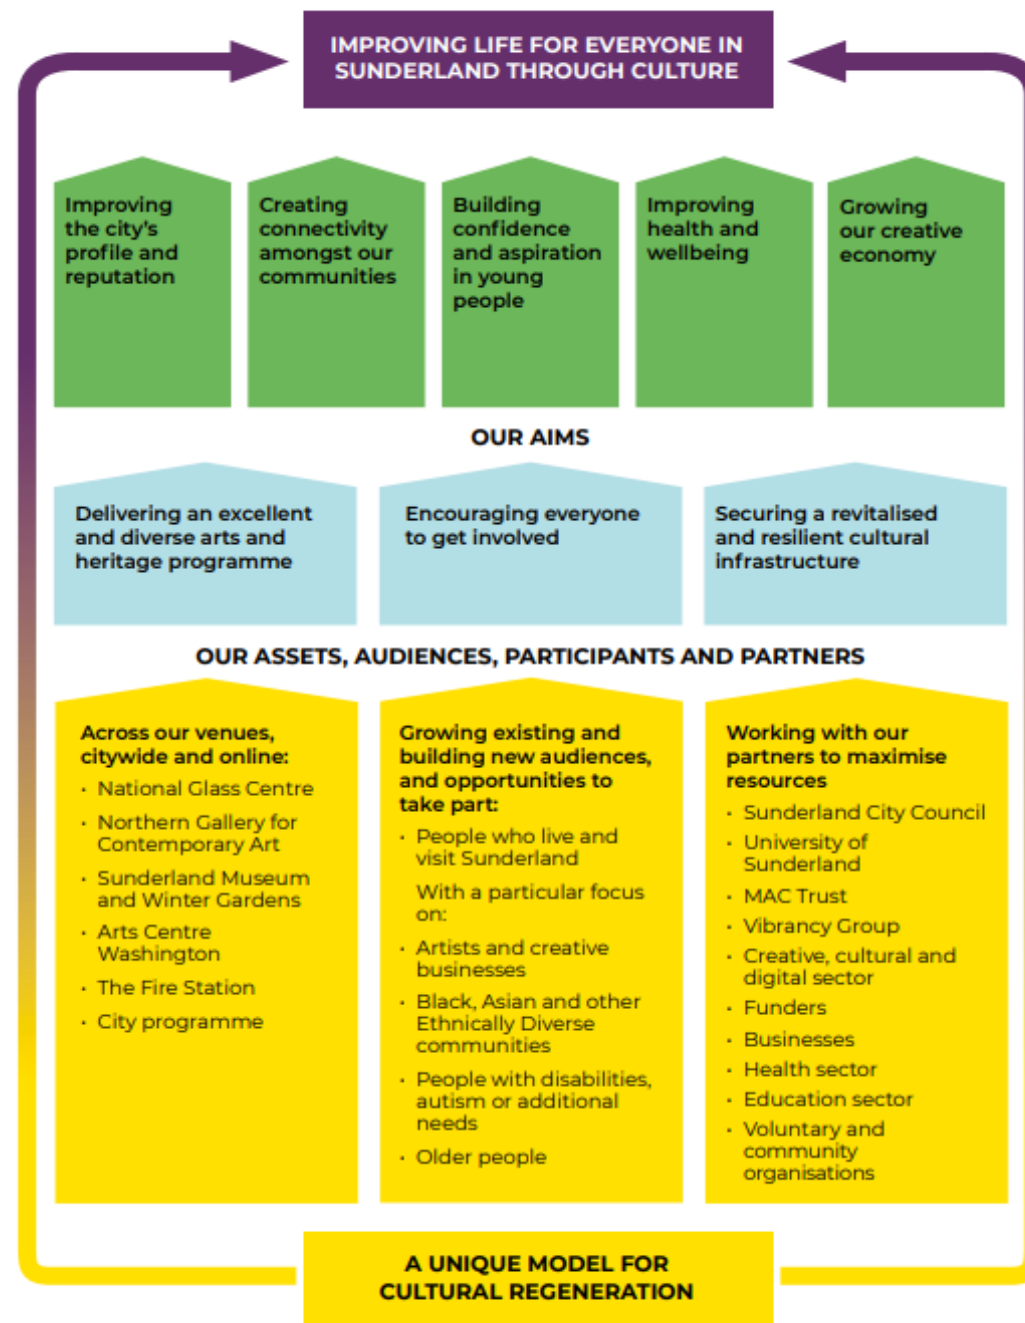 IMPROVING LIFE FOR EVERYONE IN
SUNDERLAND THROUGH CULTURE
Improving
the city's
profile and
reputation
Creating
connectivity
amongst our
communities
Building
confidence
and aspiration
in young
people
Improving
health and
wellbeing
Growing
our creative
economy
OUR AIMS
Delivering an excellent
and diverse arts and
heritage programme
Encouraging everyone
to get involved
Securing a revitalised
and resilient cultural
infrastructure
OUR ASSETS, AUDIENCES, PARTICIPANTS AND PARTNERS
Across our venues,
citywide and online:
• National Glass Centre
• Northern Gallery for
Contemporary Art
• Sunderland Museum
and Winter Gardens
• Arts Centre
Washington
• The Fire Station
• City programme
Growing existing and
building new audiences,
and opportunities to
take part:
• People who live and
visit Sunderland
With a particular focus
on:
• Artists and creative
businesses
• Black, Asian and other
Ethnically Diverse
communities
• People with disabilities,
autism or additional
needs
• Older people
Working with our
partners to maximise
resources
• Sunderland City Council
• University of
Sunderland
• MAC Trust
• Vibrancy Group
• Creative, cultural and
digital sector
• Funders
• Businesses
• Health sector
• Education sector
• Voluntary and
community
organisations
A UNIQUE MODEL FOR
CULTURAL REGENERATION